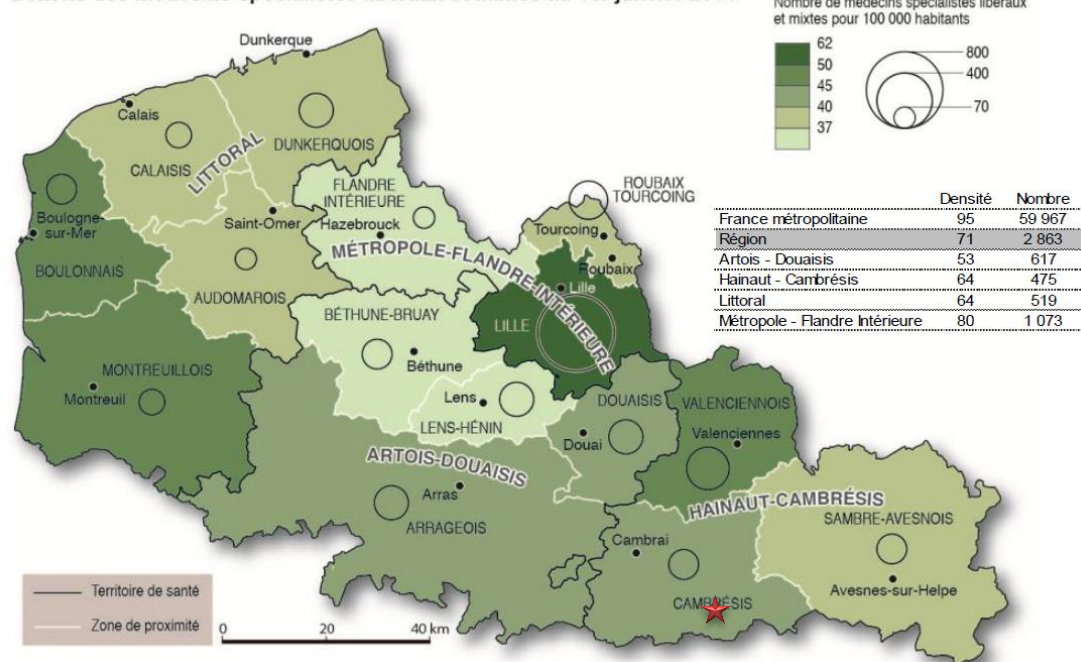 Nombre de médecins spécialistes libéraux
et mixtes pour 100 000 habitants
62
50
45
40
37
800
400
70
Dunkerque
Calais
CALAISIS
LITTORAL
DUNKERQUOIS
FLANDRE
INTÉRIEURE
Hazebrouck
ROUBAIX
TOURCOING
Tourcoing
Roubaix
Boulogne-
sur-Mer
BOULONNAIS
Saint-Omer
AUDOMAROIS
MÉTROPOLE-FLANDRE-INTÉRIEURE
Lille
LILLE
BÉTHUNE-BRUAY
Béthune
MONTREUILLOIS
Montreuil
Lens
LENS-HÉNIN
DOUAISIS
Douai
VALENCIENNOIS
Valenciennes
ARTOIS-DOUAISIS
Arras
ARRAGEOIS
HAINAUT-CAMBRÉSIS
SAMBRE-AVESNOIS
Avesnes-sur-Helpe
Cambrai
CAMBRÉSIS
Densité Nombre
France métropolitaine 95 59 967
Région 71 2 863
Artois - Douaisis 53 617
Hainaut - Cambrésis 64 475
Littoral 64 519
Métropole - Flandre Intérieure 80 1 073
Territoire de santé
Zone de proximité
0 20 40 km